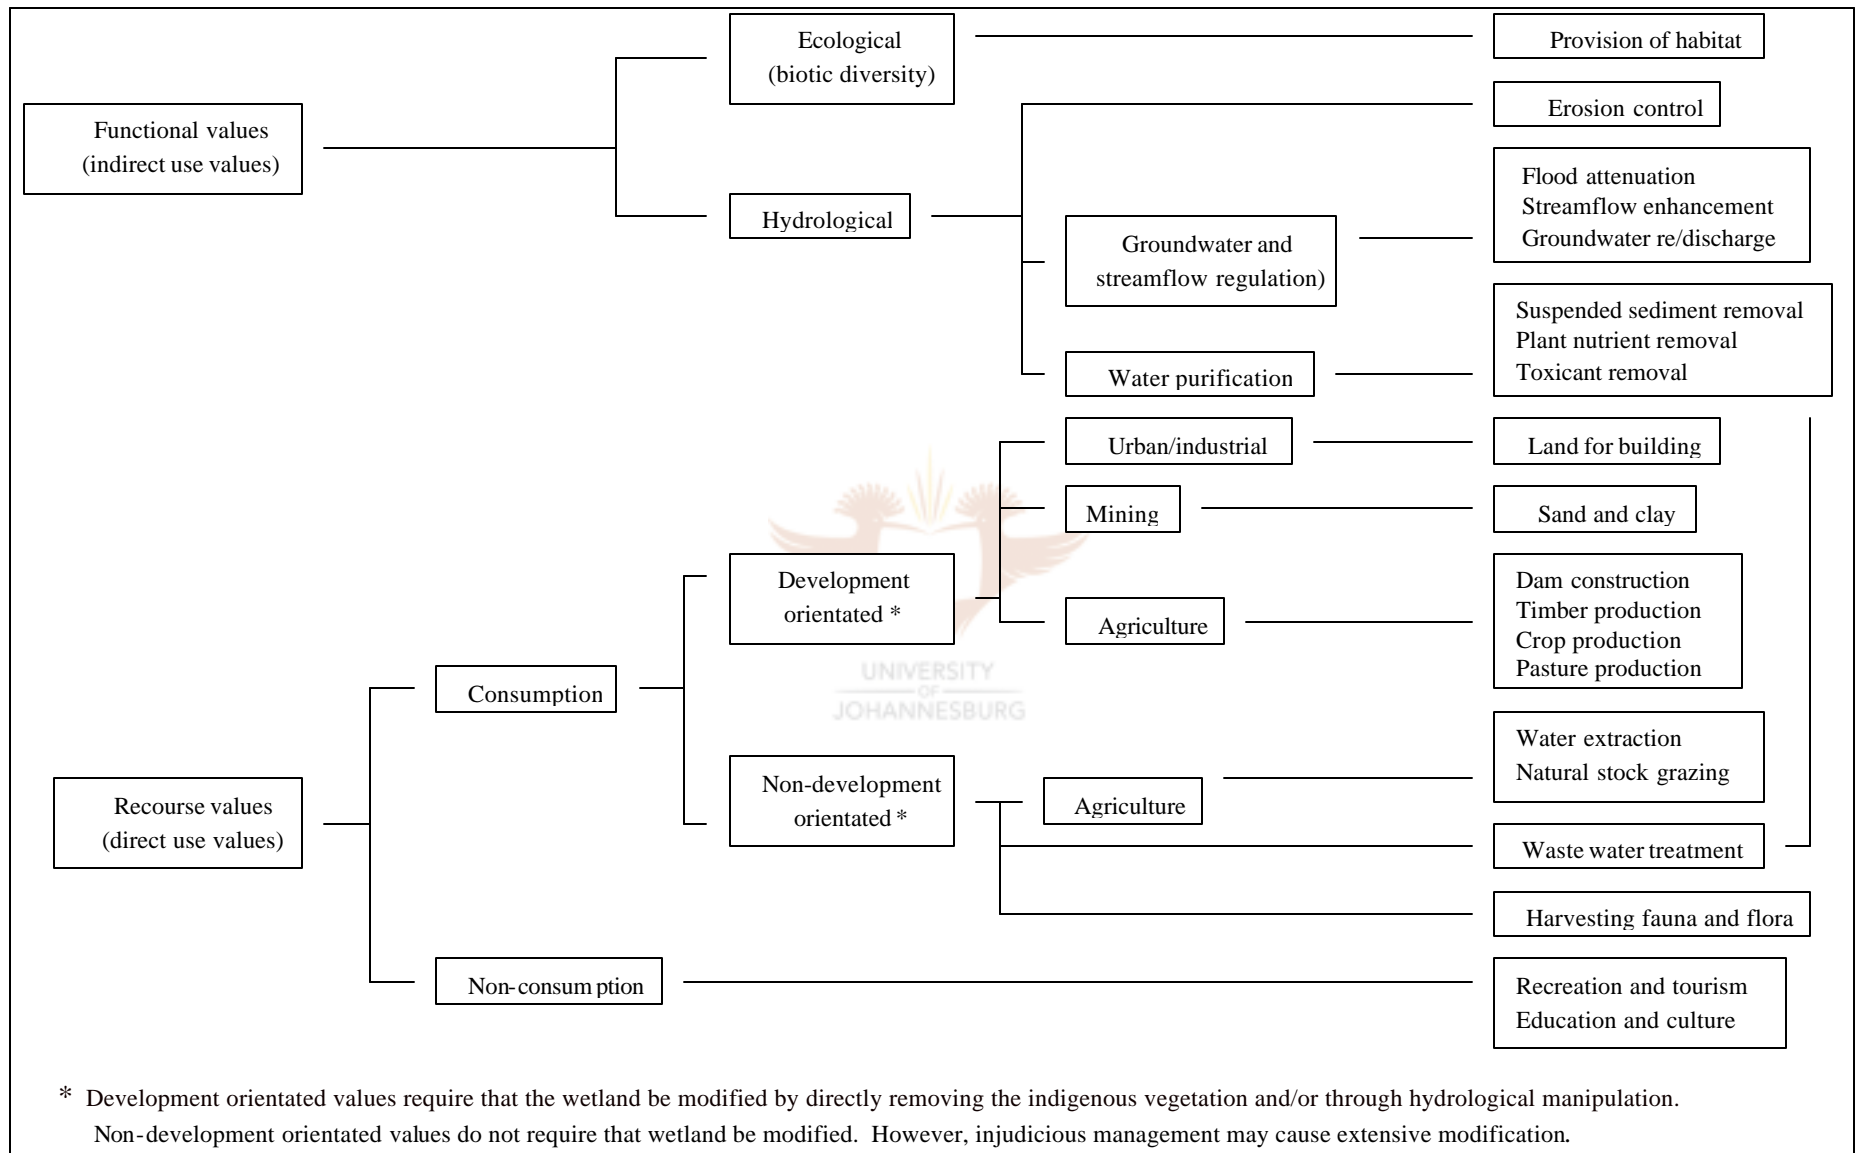 Ecological
(biotic diversity)
Provision of habitat
Erosion control
Functional values
(indirect use values)
Flood attenuation
Streamflow enhancement
Groundwater re/discharge
Hydrological
Groundwater and
streamflow regulation)
Suspended sediment removal
Plant nutrient removal
Toxicant removal
Water purification
Urban/industrial
Land for building
Mining
Sand and clay
Development
orientated *
Agriculture
Dam construction
Timber production
Crop production
Pasture production
UNIVERSITY
OF
JOHANNESBURG
Consumption
Water extraction
Natural stock grazing
Non-development
orientated *
Agriculture
Recourse values
(direct use values)
Waste water treatment
Harvesting fauna and flora
Non-consumption
Recreation and tourism
Education and culture
* Development orientated values require that the wetland be modified by directly removing the indigenous vegetation and/or through hydrological manipulation.
Non-development orientated values do not require that wetland be modified. However, injudicious management may cause extensive modification.